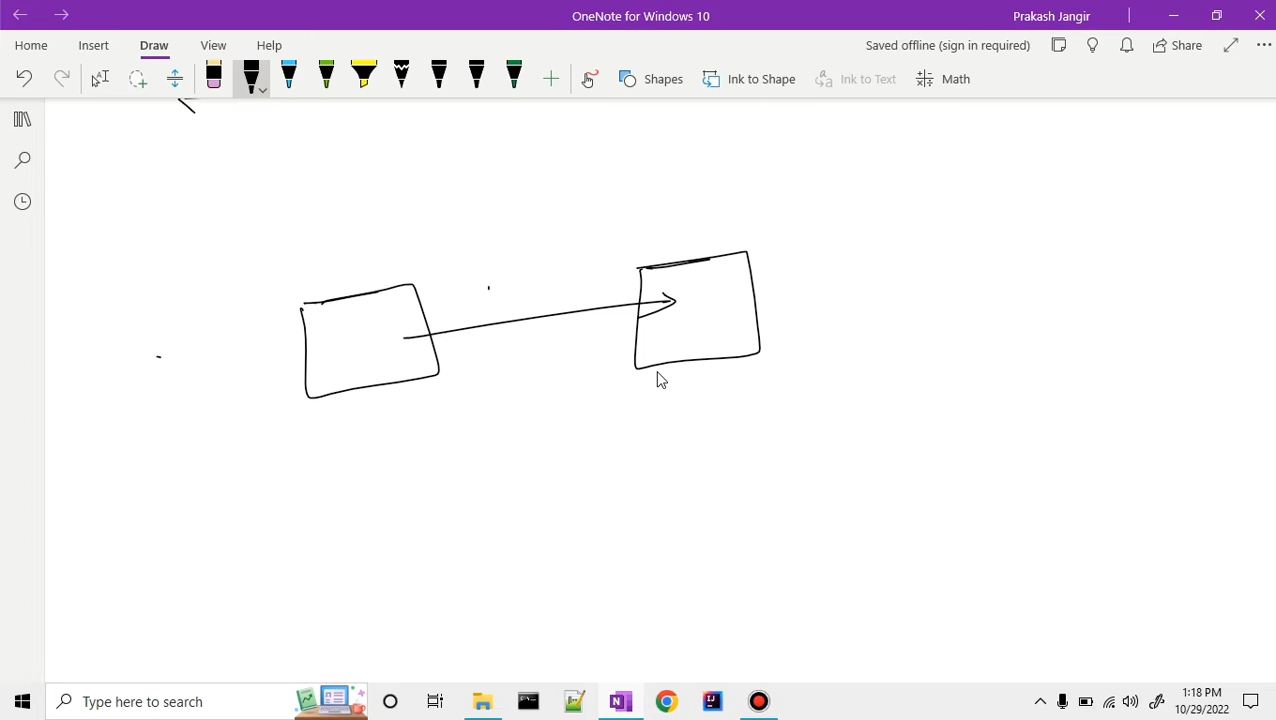 OneNote for Windows 10
Prakash Jangir
Home Insert Draw View Help
Saved offline (sign in required)
Share
Shapes
Ink to Shape
Ink to Text
Math
Type here to search
1:18 PM
10/29/2022